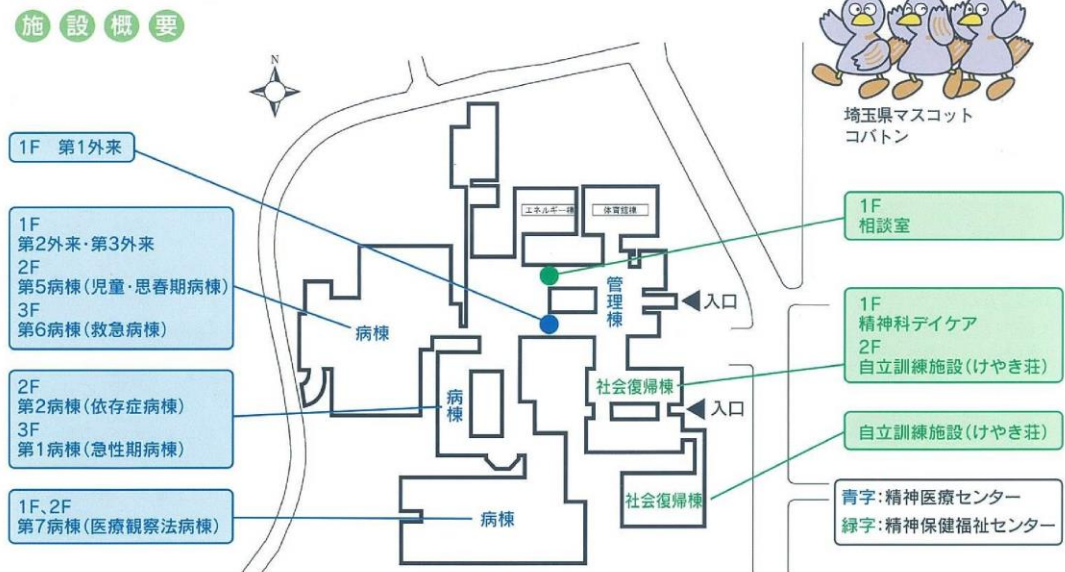 施設概要
N
埼玉県マスコット
コバトン
1F 第1外来
1F
第2外来・第3外来
2F
第5病棟(児童・思春期病棟)
3F
第6病棟(救急病棟)
2F
第2病棟(依存症病棟)
3F
第1病棟(急性期病棟)
1F、2F
第7病棟(医療観察法病棟)
エネルギー棟
体育館棟
管理棟
入口
病棟
病棟
社会復帰棟
入口
社会復帰棟
病棟
1F
相談室
1F
精神科デイケア
2F
自立訓練施設(けやき荘)
自立訓練施設(けやき荘)
青字:精神医療センター
緑字:精神保健福祉センター